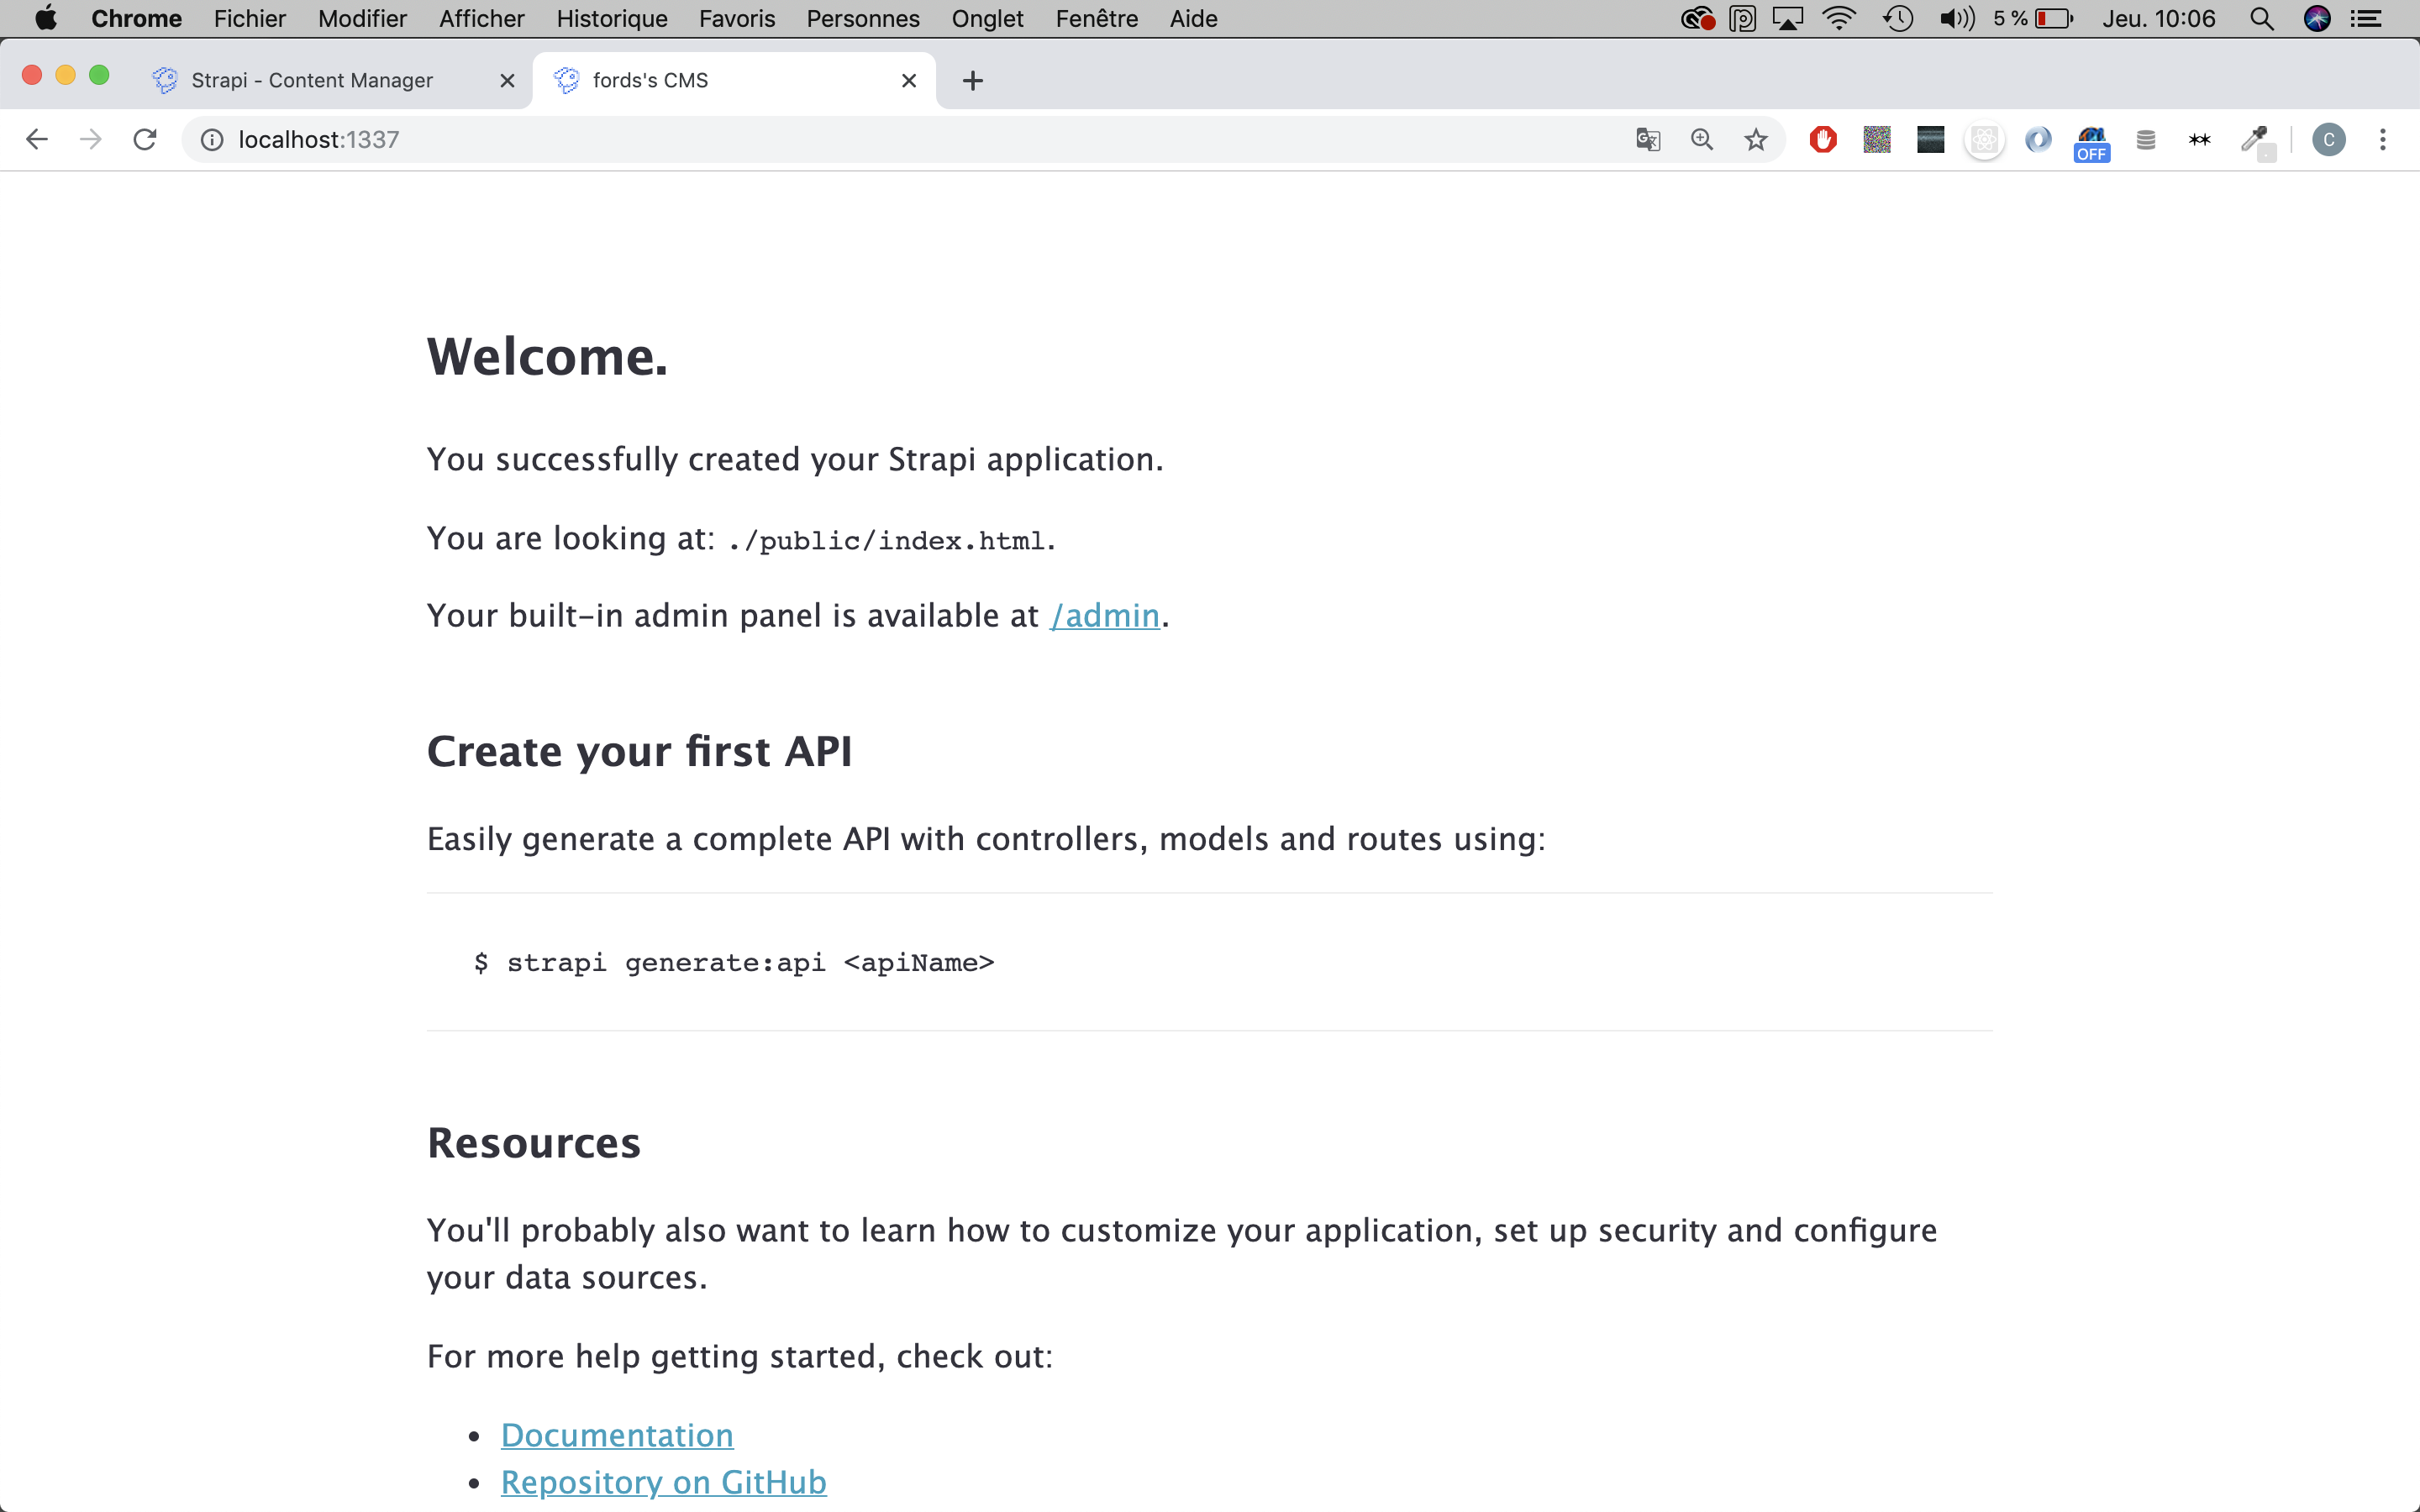 Chrome Fichier Modifier Afficher Historique Favoris Personnes Onglet Fenêtre Aide 5 % Jeu. 10:06
Strapi - Content Manager fords's CMS
localhost:1337 OFF C
Welcome.
You successfully created your Strapi application.
You are looking at: ./public/index.html.
Your built-in admin panel is available at /admin.
Create your first API
Easily generate a complete API with controllers, models and routes using:
$ strapi generate:api <apiName>
Resources
You'll probably also want to learn how to customize your application, set up security and configure
your data sources.
For more help getting started, check out:
• Documentation
• Repository on GitHub